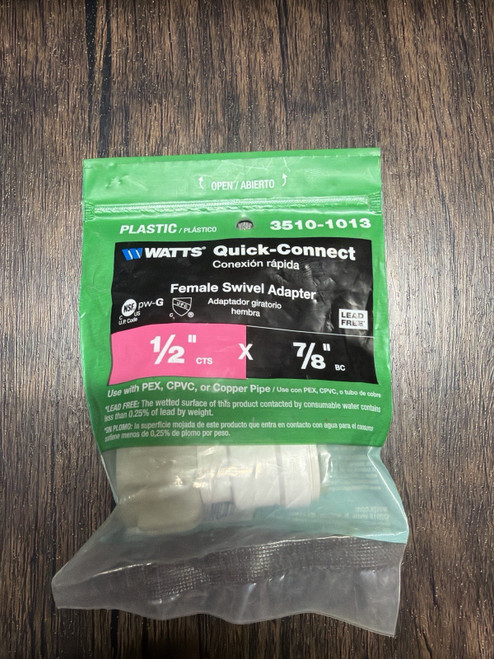 OPEN / ABIERTO
PLASTIC / PLÁSTICO
3510-1013
WATTS® Quick-Connect
Conexión rápida
Female Swivel Adapter
Adaptador giratorio
hembra
NSF®
pw-G
C US
U.P. Code
C
LEAD
FREE*
1/2" CTS X 7/8" BC
Use with PEX, CPVC, or Copper Pipe / Use con PEX, CPVC, o tubo de cobre
*LEAD FREE: The wetted surface of this product contacted by consumable water contains
less than 0.25% of lead by weight.
*SIN PLOMO: la superficie mojada de este producto que entra en contacto con agua para el consumo
contiene menos de 0,25% de plomo por peso.